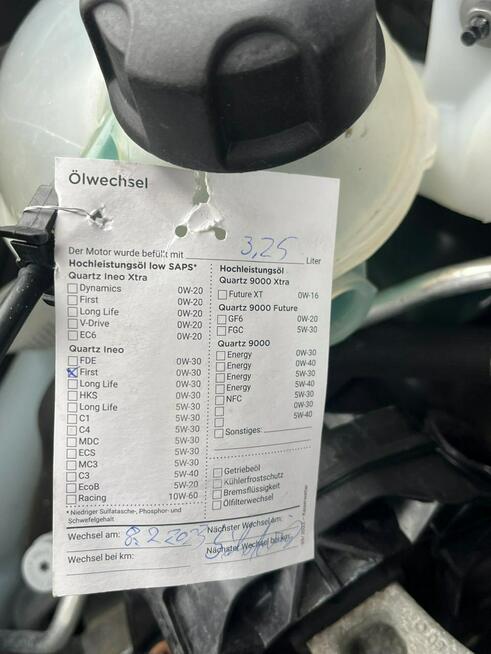 Ölwechsel
Der Motor wurde befüllt mit 3,25 Liter
Hochleistungsöl low SAPS*
Quartz Ineo Xtra
Dynamics 0W-20
First 0W-20
Long Life 0W-20
V-Drive 0W-20
EC6 0W-20
Quartz Ineo
FDE 0W-30
First 0W-30
Long Life 0W-30
HKS 0W-30
Long Life 5W-30
C1 5W-30
C4 5W-30
MDC 5W-30
ECS 5W-30
MC3 5W-30
C3 5W-40
EcoB 5W-20
Racing 10W-60
* Niedriger Sulfatasche-, Phosphor- und
Schwefelgehalt
Hochleistungsöl
Quartz 9000 Xtra
Future XT 0W-16
Quartz 9000 Future
GF6 0W-20
FGC 5W-30
Quartz 9000
Energy 0W-30
Energy 0W-40
Energy 5W-30
Energy 5W-40
NFC 5W-30
0W-30
5W-40
Sonstiges:
Getriebeöl
Kühlerfrostschutz
Bremsflüssigkeit
Ölfilterwechsel
Wechsel am: 8.2.2023
Nächster Wechsel am:
Wechsel bei km:
Nächster Wechsel bei km: